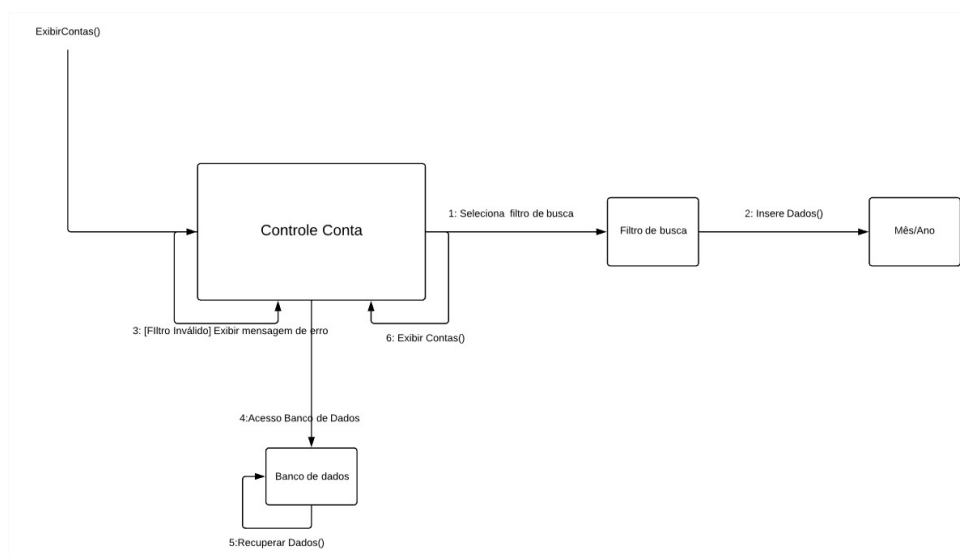 ExibirContas()
Controle Conta
1: Seleciona filtro de busca
Filtro de busca
2: Insere Dados()
Mês/Ano
3: [FIltro Inválido] Exibir mensagem de erro
6: Exibir Contas()
4:Acesso Banco de Dados
Banco de dados
5:Recuperar Dados()